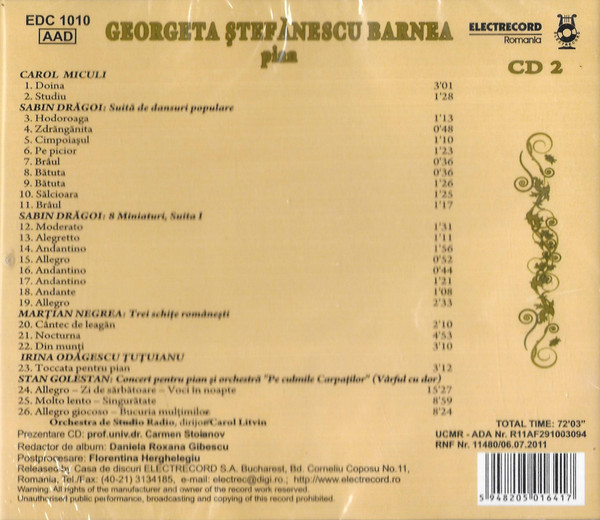 EDC 1010
AAD
GEORGETA ŞTEFĂNESCU BARNEA
pian
ELECTRECORD
Romania
CD 2
CAROL MICULI
1. Doina 3'01
2. Studiu 1'28
SABIN DRĂGOI: Suită de dansuri populare
3. Hodoroaga 1'13
4. Zdrăngănita 0'48
5. Cimpoiaşul 1'10
6. Pe picior 1'23
7. Brâul 0'36
8. Bătuta 0'36
9. Bătuta 1'26
10. Sălcioara 1'25
11. Brâul 1'17
SABIN DRĂGOI: 8 Miniaturi, Suita I
12. Moderato 1'31
13. Alegretto 1'11
14. Andantino 1'56
15. Allegro 0'52
16. Andantino 0'44
17. Andantino 1'21
18. Andante 1'08
19. Allegro 2'33
MARŢIAN NEGREA: Trei schiţe româneşti
20. Cântec de leagăn 2'10
21. Nocturna 4'53
22. Din munţi 3'10
IRINA ODĂGESCU ŢUŢUIANU
23. Toccata pentru pian 3'12
STAN GOLESTAN: Concert pentru pian şi orchestră "Pe culmile Carpaţilor" (Vârful cu dor)
24. Allegro – Zi de sărbătoare – Voci în noapte 15'27
25. Molto lento – Singurătate 8'59
26. Allegro giocoso – Bucuria mulţimilor 8'24
Orchestra de Studio Radio, dirijor Carol Litvin
Prezentare CD: prof.univ.dr. Carmen Stoianov
Redactor de album: Daniela Roxana Gibescu
Postprocesare: Florentina Herghelegiu
Released by Casa de discuri ELECTRECORD S.A. Bucharest, Bd. Corneliu Coposu No.11,
Romania, Tel./Fax: (40-21) 3134185, e-mail: electrec@digi.ro; http://www.electrecord.ro
Warning: All rights of the manufacturer and owner of the record work reserved.
Unauthorised public performance, broadcasting and copying of this record prohibited.
TOTAL TIME: 72'03"
UCMR - ADA Nr. R11AF291003094
RNF Nr. 11480/06.07.2011
5 948205 016417